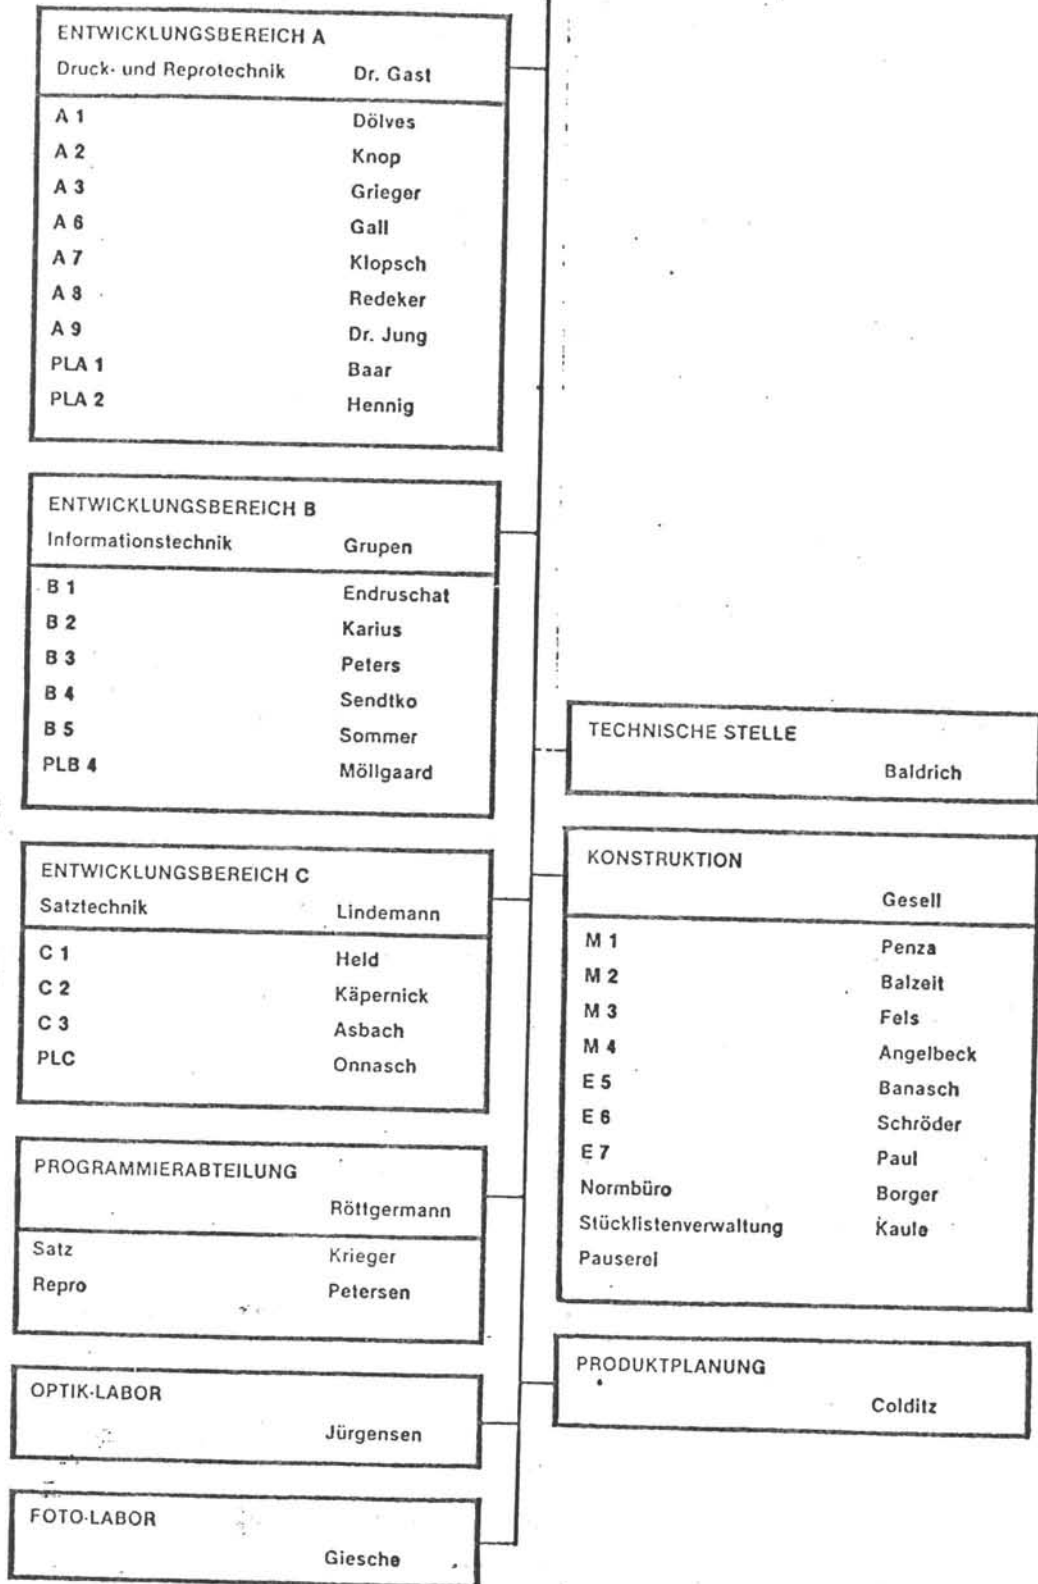 ENTWICKLUNGSBEREICH A
Druck- und Reprotechnik Dr. Gast
A 1 Dölves
A 2 Knop
A 3 Grieger
A 6 Gall
A 7 Klopsch
A 8 Redeker
A 9 Dr. Jung
PLA 1 Baar
PLA 2 Hennig
ENTWICKLUNGSBEREICH B
Informationstechnik Grupen
B 1 Endruschat
B 2 Karius
B 3 Peters
B 4 Sendtko
B 5 Sommer
PLB 4 Möllgaard
ENTWICKLUNGSBEREICH C
Satztechnik Lindemann
C 1 Held
C 2 Käpernick
C 3 Asbach
PLC Onnasch
PROGRAMMIERABTEILUNG
Röttgermann
Satz Krieger
Repro Petersen
OPTIK-LABOR
Jürgensen
FOTO-LABOR
Giesche
TECHNISCHE STELLE
Baldrich
KONSTRUKTION
Gesell
M 1 Penza
M 2 Balzeit
M 3 Fels
M 4 Angelbeck
E 5 Banasch
E 6 Schröder
E 7 Paul
Normbüro Borger
Stücklistenverwaltung Kaule
Pauserei
PRODUKTPLANUNG
Colditz